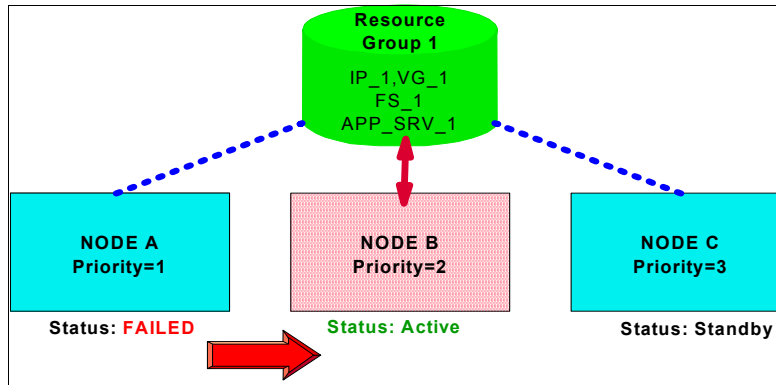 Resource
Group 1
IP_1,VG_1
FS_1
APP_SRV_1
NODE A
Priority=1
NODE B
Priority=2
NODE C
Priority=3
Status: FAILED
Status: Active
Status: Standby